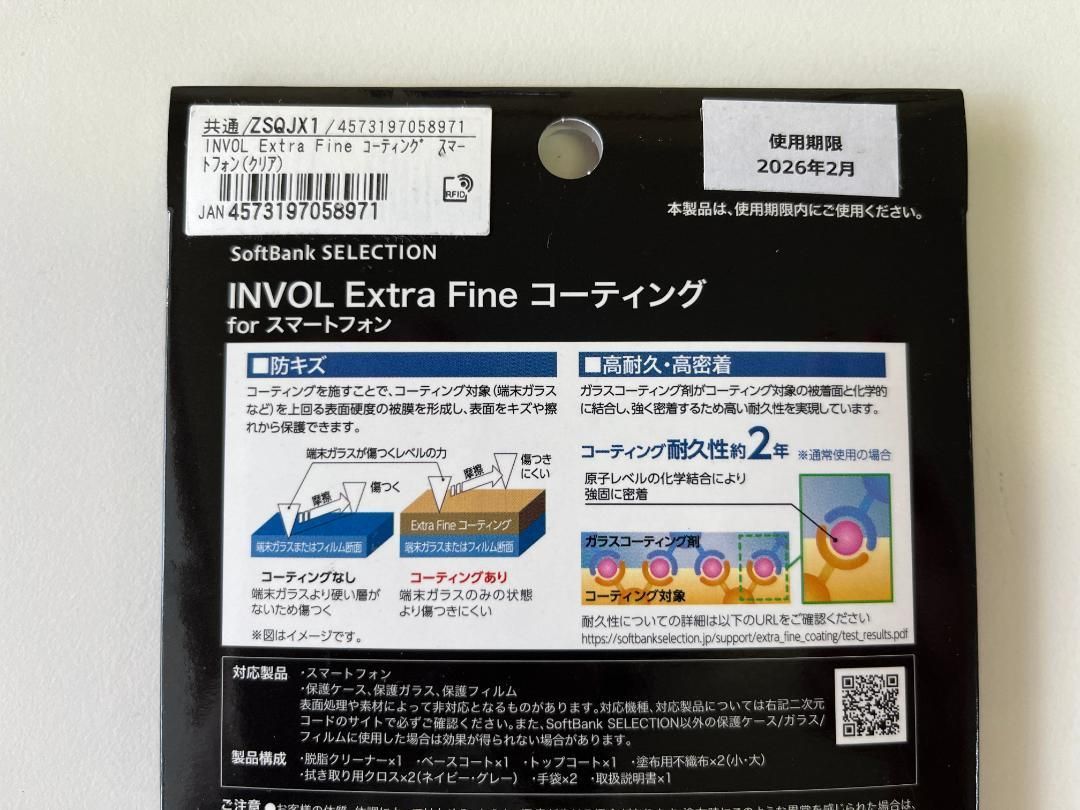 共通/ZSQJX1/4573197058971
INVOL Extra Fine コーティング スマー
トフォン(クリア)
RFID
JAN 4573197058971
使用期限
2026年2月
本製品は、使用期限内にご使用ください。
SoftBank SELECTION
INVOL Extra Fine コーティング
for スマートフォン
■防キズ
コーティングを施すことで、コーティング対象(端末ガラス
など)を上回る表面硬度の被膜を形成し、表面をキズや擦
れから保護できます。
端末ガラスが傷つくレベルの力
摩擦
傷つく
摩擦
傷つき
にくい
Extra Fine コーティング
端末ガラスまたはフィルム断面
端末ガラスまたはフィルム断面
コーティングなし
端末ガラスより硬い層が
ないため傷つく
コーティングあり
端末ガラスのみの状態
より傷つきにくい
※図はイメージです。
■高耐久・高密着
ガラスコーティング剤がコーティング対象の被着面と化学的
に結合し、強く密着するため高い耐久性を実現しています。
コーティング耐久性約2年 ※通常使用の場合
原子レベルの化学結合により
強固に密着
ガラスコーティング剤
コーティング対象
耐久性についての詳細は以下のURLをご確認ください
https://softbankselection.jp/support/extra_fine_coating/test_results.pdf
対応製品 ・スマートフォン
・保護ケース、保護ガラス、保護フィルム
表面処理や素材によって非対応となるものがあります。対応機種、対応製品については右記二次元
コードのサイトで必ずご確認ください。また、SoftBank SELECTION以外の保護ケース/ガラス/
フィルムに使用した場合は効果が得られない場合があります。
製品構成 ・脱脂クリーナー×1 ・ベースコート×1 ・トップコート×1 ・塗布用不織布×2(小・大)
・拭き取り用クロス×2(ネイビー・グレー) ・手袋×2 ・取扱説明書×1
ご注意 ●お客様の体質、体調によっては